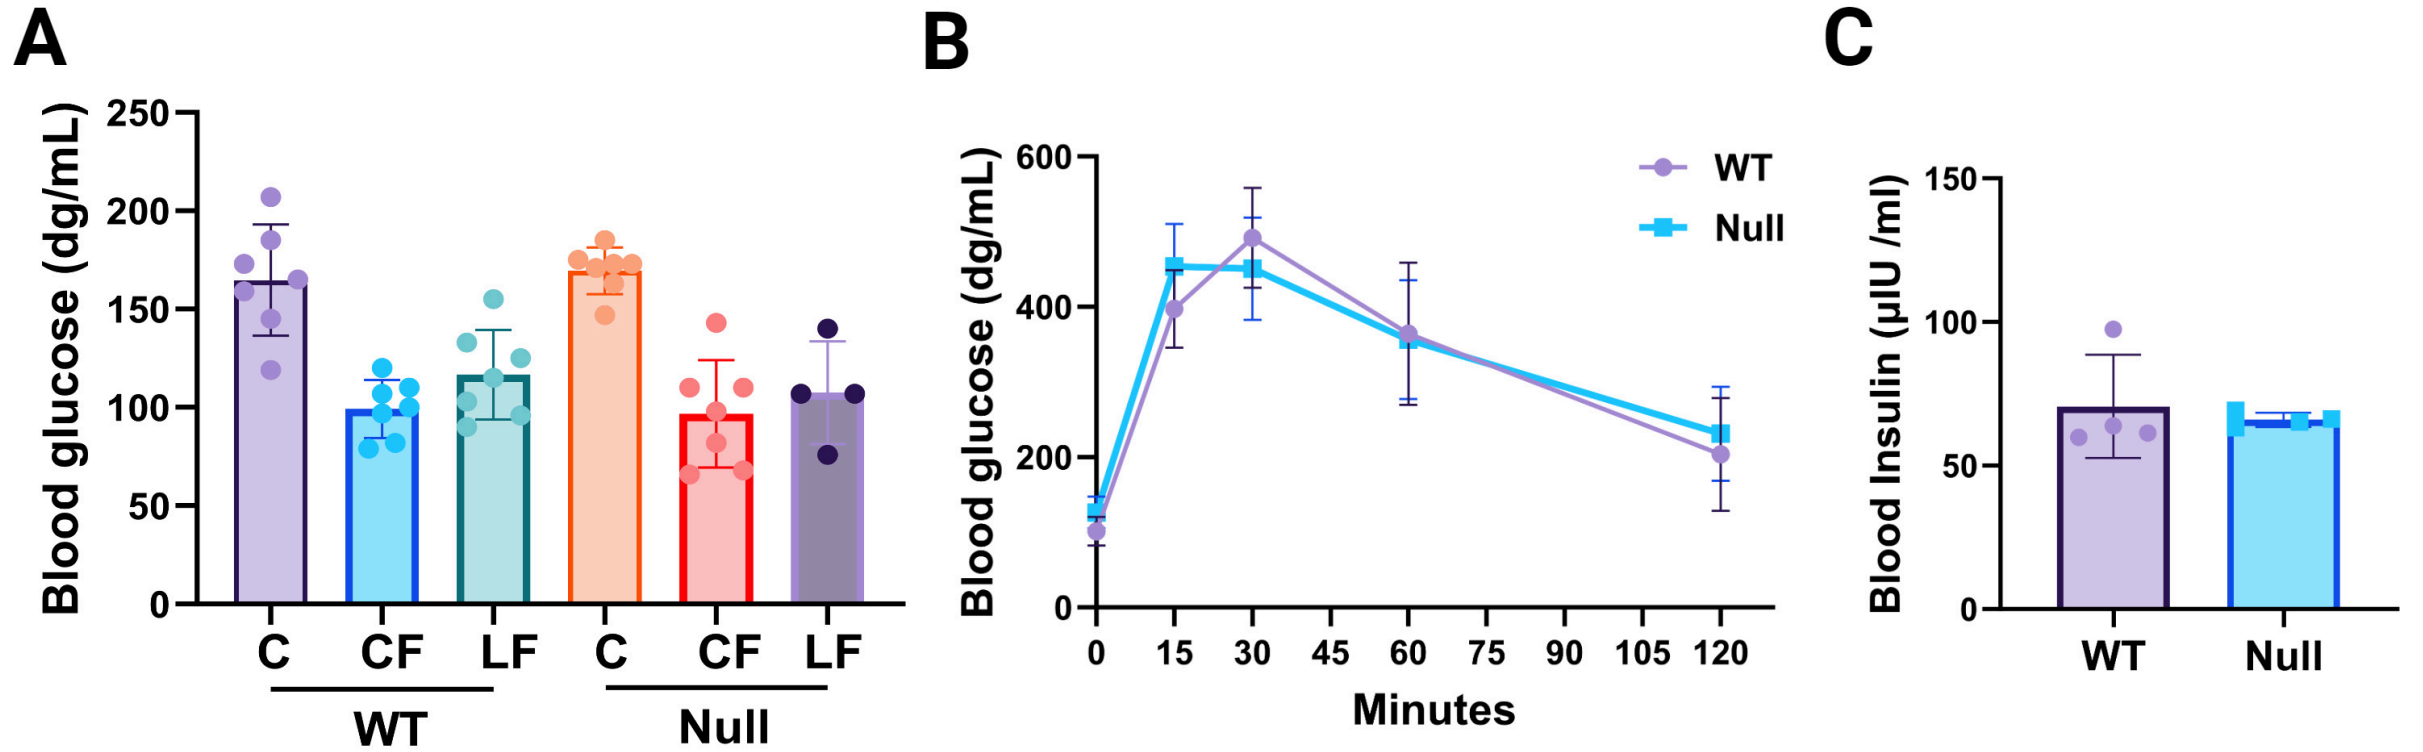 A
Blood glucose (dg/mL)
250
200
150
100
50
0
C CF LF C CF LF
WT Null
B
Blood glucose (dg/mL)
600
400
200
0
0 15 30 45 60 75 90 105 120
Minutes
WT
Null
C
Blood Insulin (µIU /ml)
150
100
50
0
WT Null